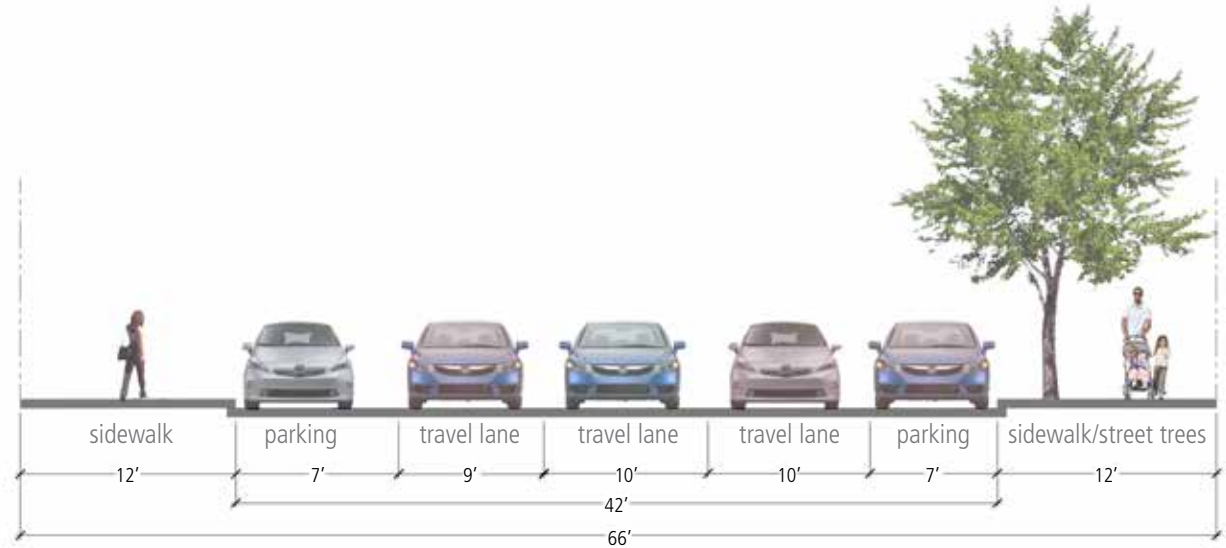 sidewalk parking travel lane travel lane travel lane parking sidewalk/street trees
12’ 7’ 9’ 10’ 10’ 7’ 12’
42’
66’